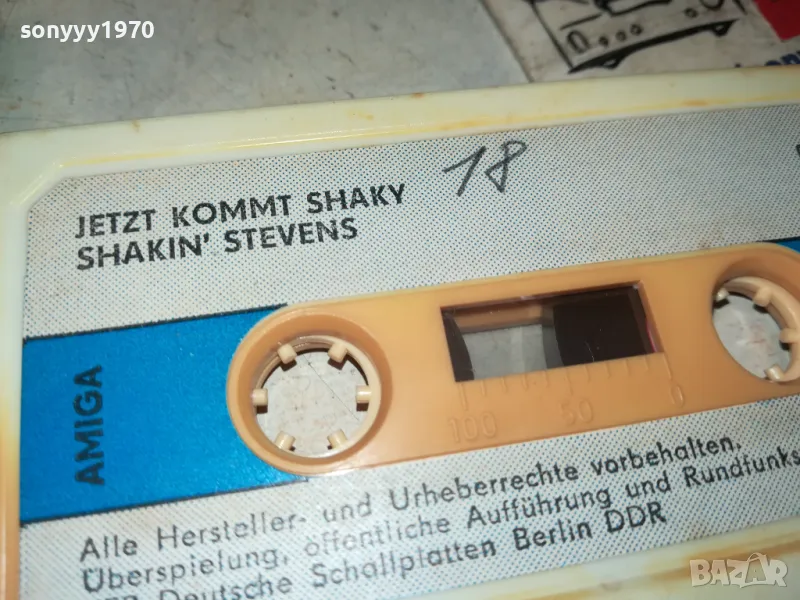 sonyyy1970
JETZT KOMMT SHAKY
SHAKIN' STEVENS
18
AMIGA
100 50 0
Alle Hersteller- und Urheberrechte vorbehalten.
Überspielung, öffentliche Aufführung und Rundfunks
Deutsche Schallplatten Berlin DDR
BAZAR